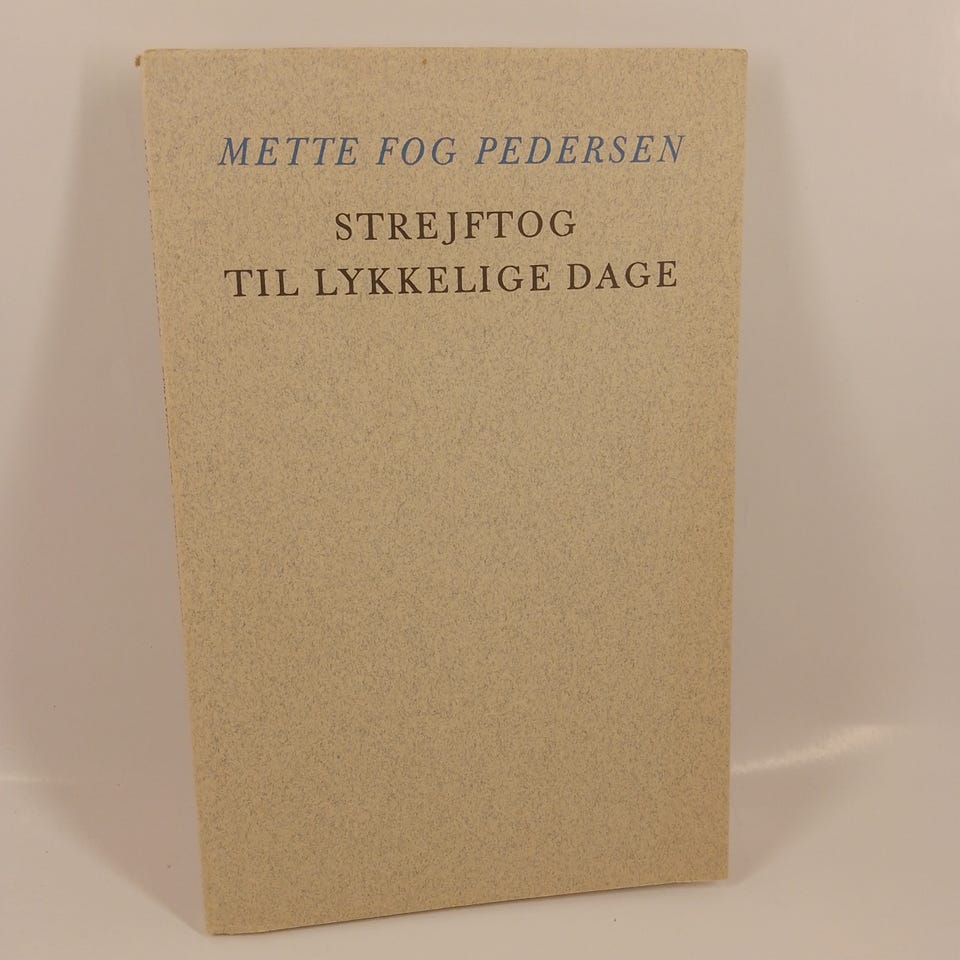 METTE FOG PEDERSEN
STREJFTOG
TIL LYKKELIGE DAGE